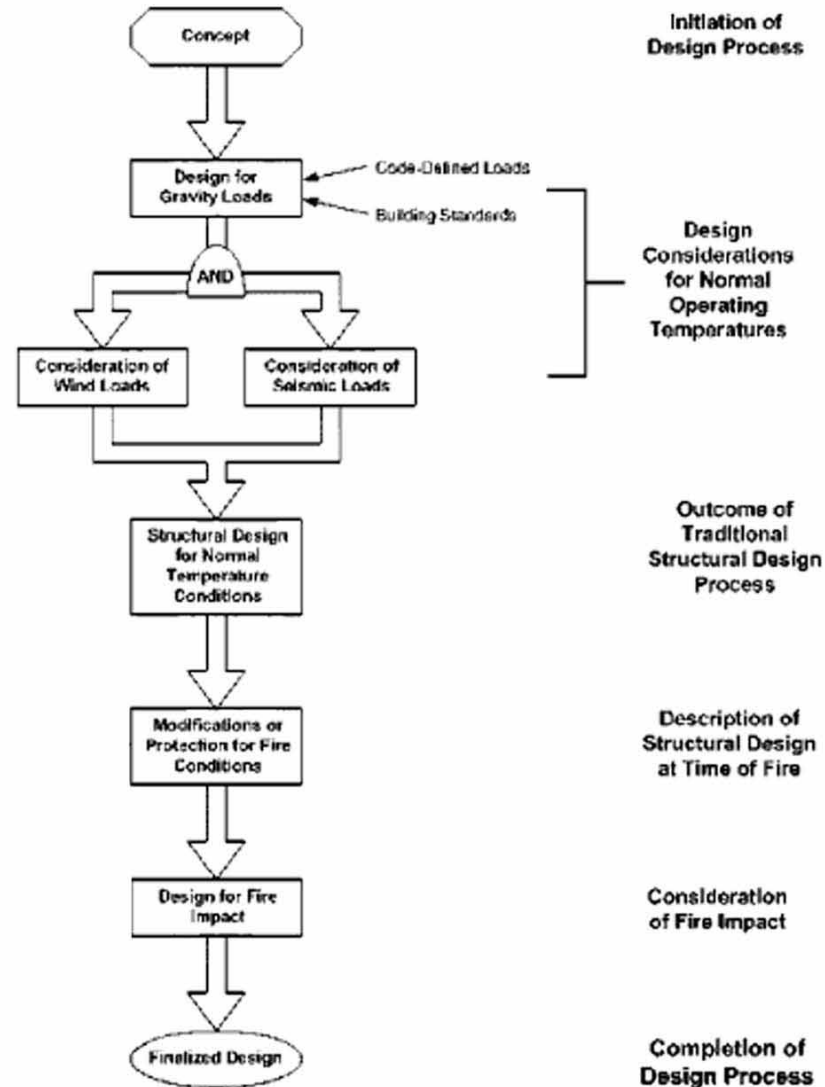 Concept
Initiation of
Design Process
Design for
Gravity Loads
Code-Defined Loads
Building Standards
AND
Design
Considerations
for Normal
Operating
Temperatures
Consideration of
Wind Loads
Consideration of
Seismic Loads
Structural Design
for Normal
Temperature
Conditions
Outcome of
Traditional
Structural Design
Process
Modifications or
Protection for Fire
Conditions
Description of
Structural Design
at Time of Fire
Design for Fire
Impact
Consideration
of Fire Impact
Finalized Design
Completion of
Design Process